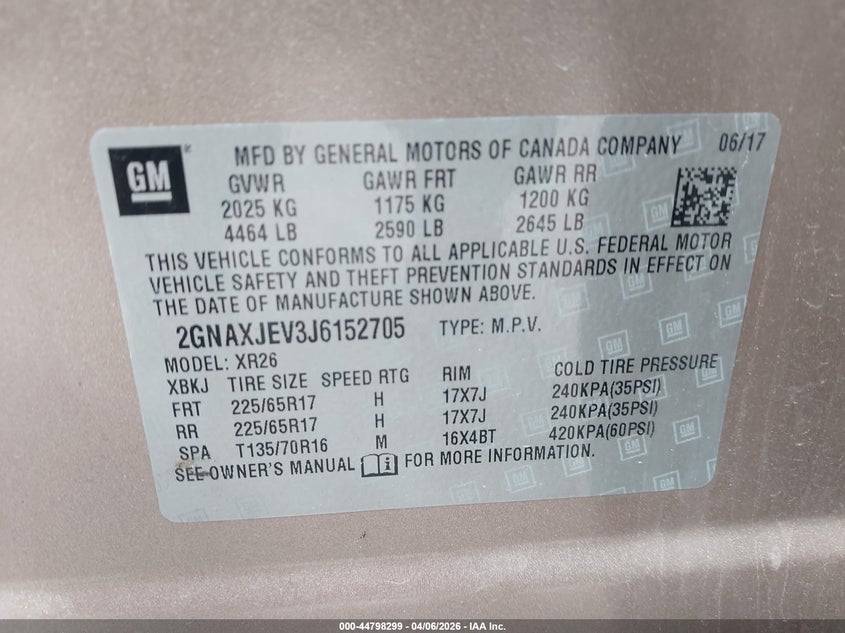 GM
MFD BY GENERAL MOTORS OF CANADA COMPANY 06/17
GVWR GAWR FRT GAWR RR
2025 KG 1175 KG 1200 KG
4464 LB 2590 LB 2645 LB
THIS VEHICLE CONFORMS TO ALL APPLICABLE U.S. FEDERAL MOTOR
VEHICLE SAFETY AND THEFT PREVENTION STANDARDS IN EFFECT ON
THE DATE OF MANUFACTURE SHOWN ABOVE.
2GNAXJEV3J6152705 TYPE: M.P.V.
MODEL: XR26
XBKJ TIRE SIZE SPEED RTG RIM COLD TIRE PRESSURE
FRT 225/65R17 H 17X7J 240KPA(35PSI)
RR 225/65R17 H 17X7J 240KPA(35PSI)
SPA T135/70R16 M 16X4BT 420KPA(60PSI)
SEE OWNER'S MANUAL FOR MORE INFORMATION.
000-44798299 - 04/06/2026 - IAA Inc.